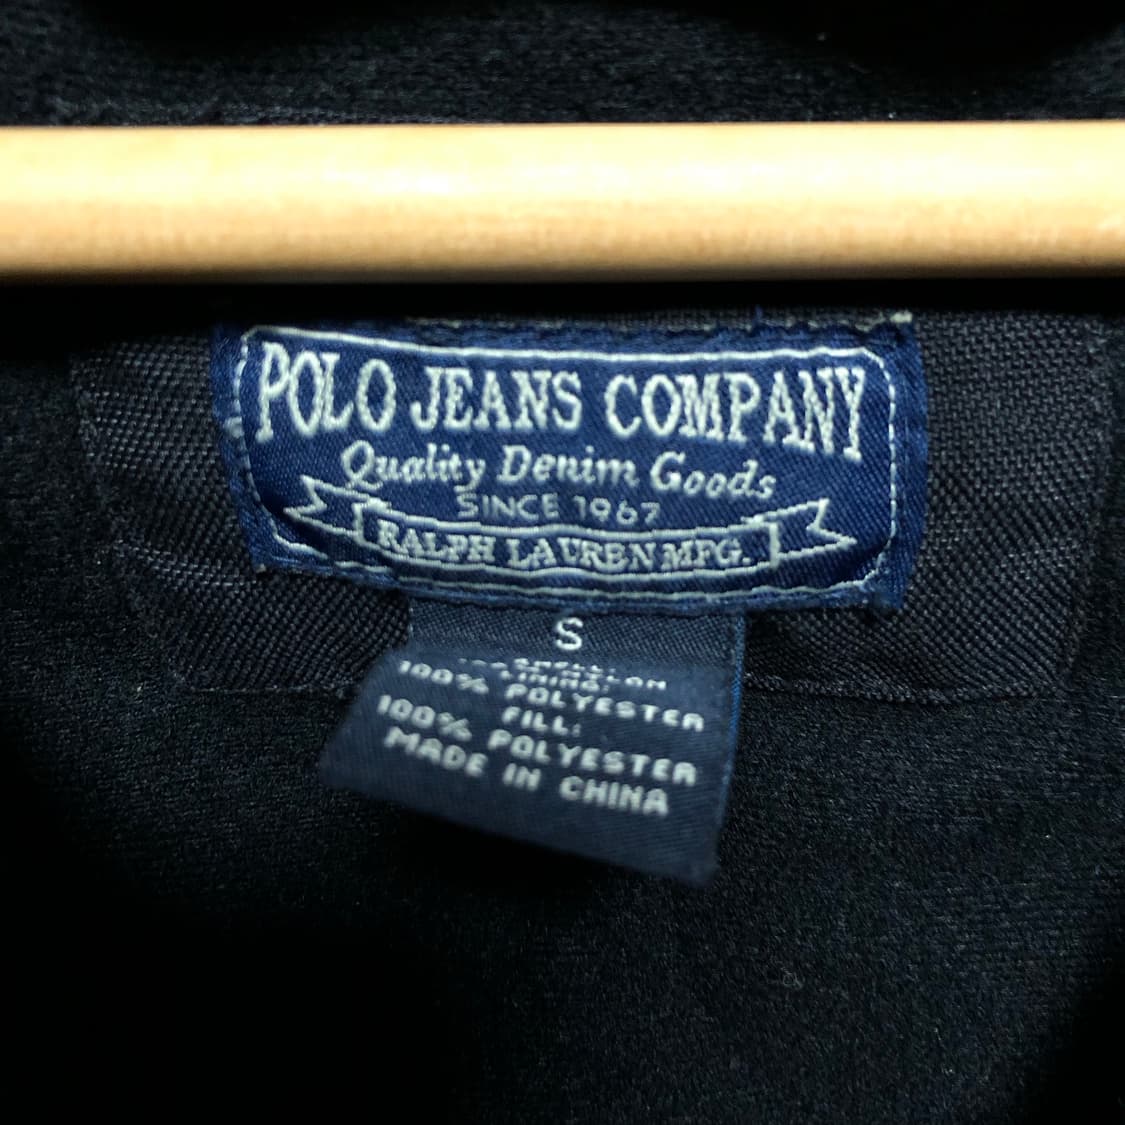 POLO JEANS COMPANY
Quality Denim Goods
SINCE 1967
RALPH LAUREN MFG.
S
LINING:
100% POLYESTER
FILL:
100% POLYESTER
MADE IN CHINA